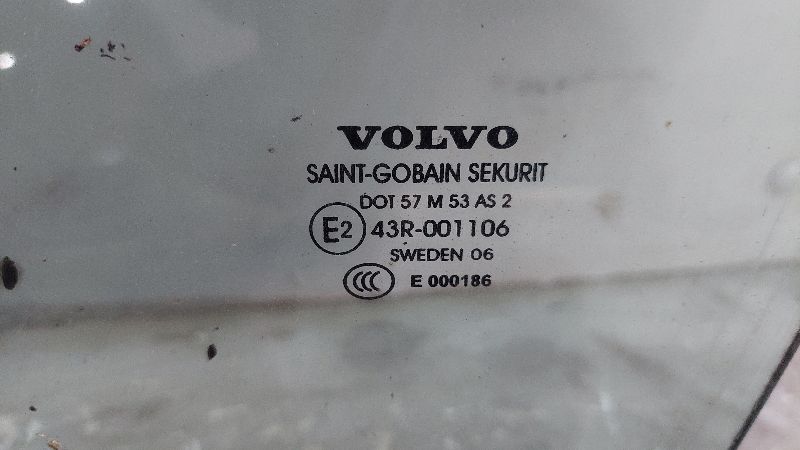 VOLVO
SAINT-GOBAIN SEKURIT
DOT 57 M 53 AS 2
E2 43R-001106
SWEDEN 06
CCC E 000186